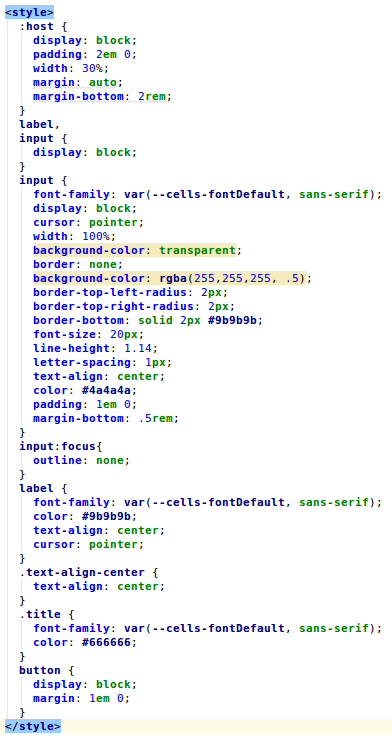 <style>
:host {
display: block;
padding: 2em 0;
width: 30%;
margin: auto;
margin-bottom: 2rem;
}
label,
input {
display: block;
}
input {
font-family: var(--cells-fontDefault, sans-serif);
display: block;
cursor: pointer;
width: 100%;
background-color: transparent;
border: none;
background-color: rgba(255,255,255, .5);
border-top-left-radius: 2px;
border-top-right-radius: 2px;
border-bottom: solid 2px #9b9b9b;
font-size: 20px;
line-height: 1.14;
letter-spacing: 1px;
text-align: center;
color: #4a4a4a;
padding: 1em 0;
margin-bottom: .5rem;
}
input:focus{
outline: none;
}
label {
font-family: var(--cells-fontDefault, sans-serif);
color: #9b9b9b;
text-align: center;
cursor: pointer;
}
.text-align-center {
text-align: center;
}
.title {
font-family: var(--cells-fontDefault, sans-serif);
color: #666666;
}
button {
display: block;
margin: 1em 0;
}
</style>